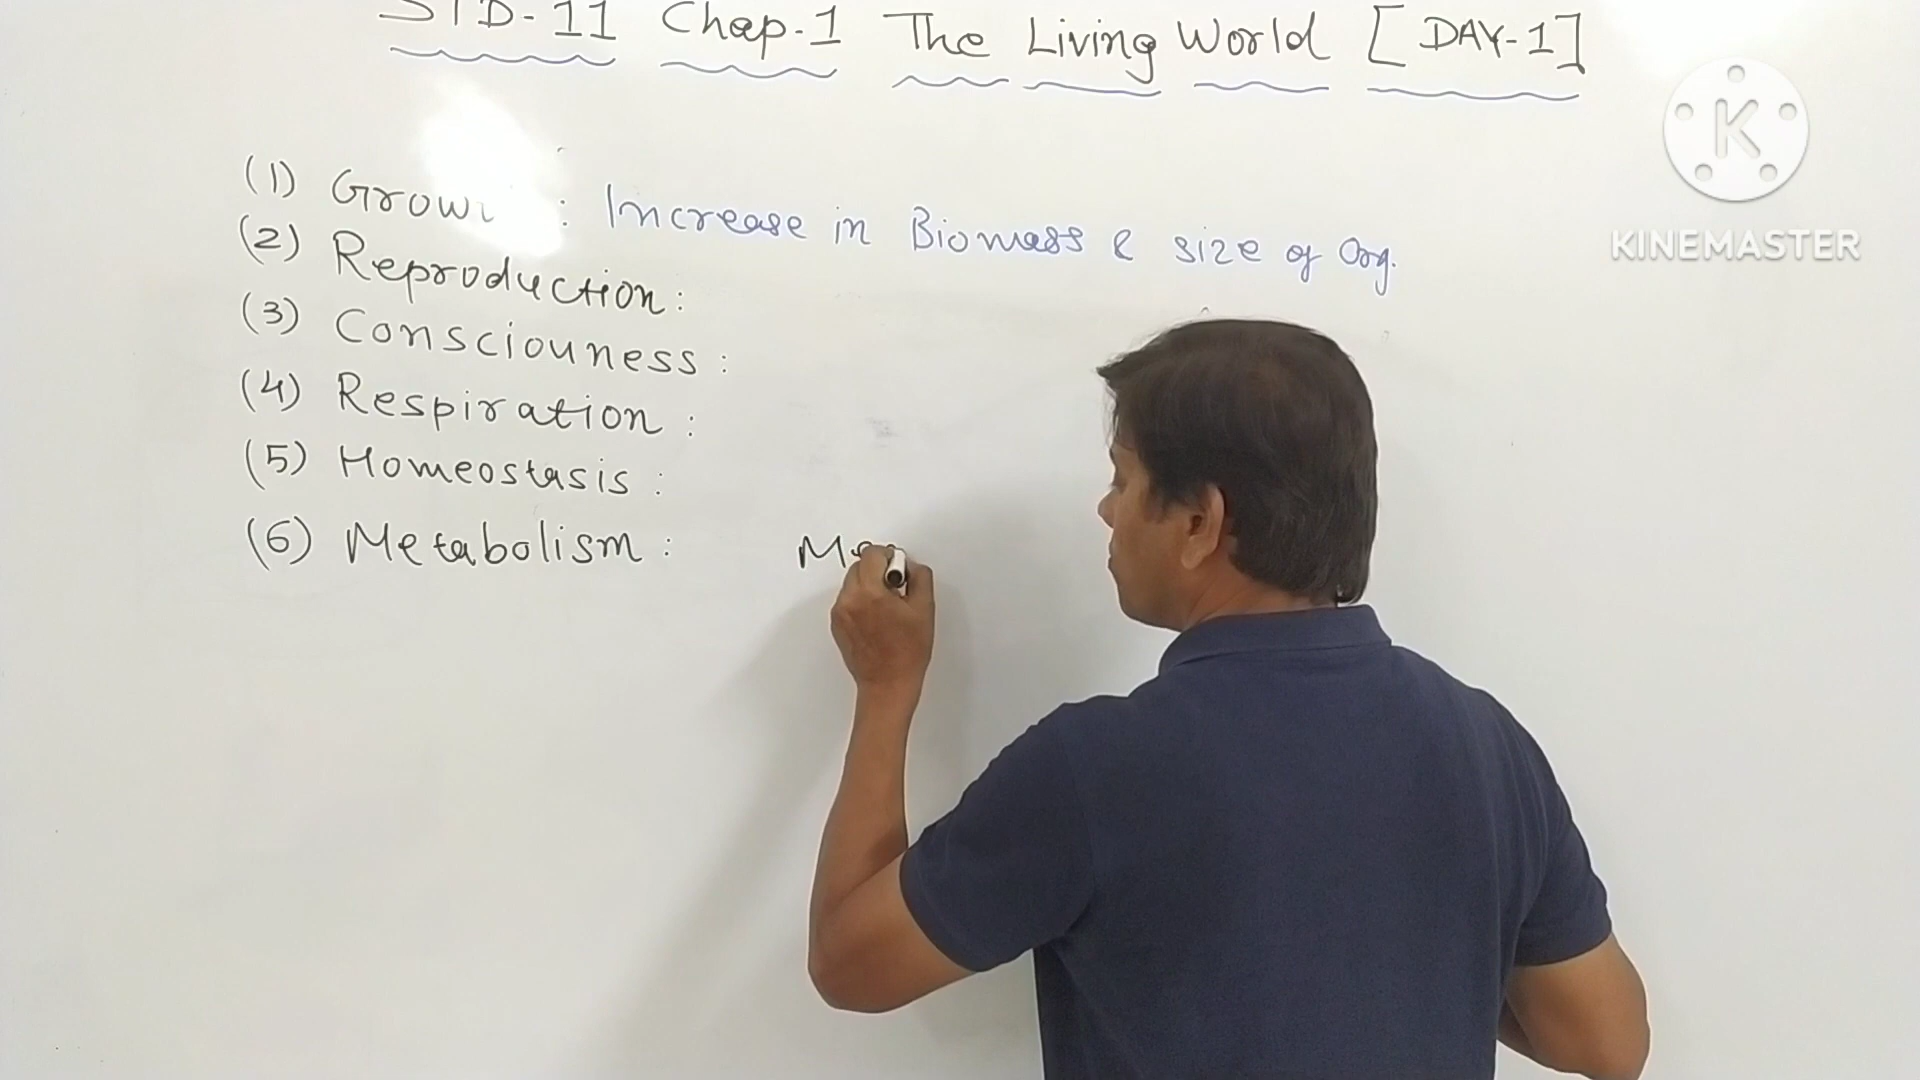 STD-11 Chap-1 The Living World [DAY-1]
(1) Grow : Increase in Biomass & size of Org.
(2) Reproduction:
(3) Consciouness:
(4) Respiration:
(5) Homeostasis:
(6) Metabolism:
K
KINEMASTER